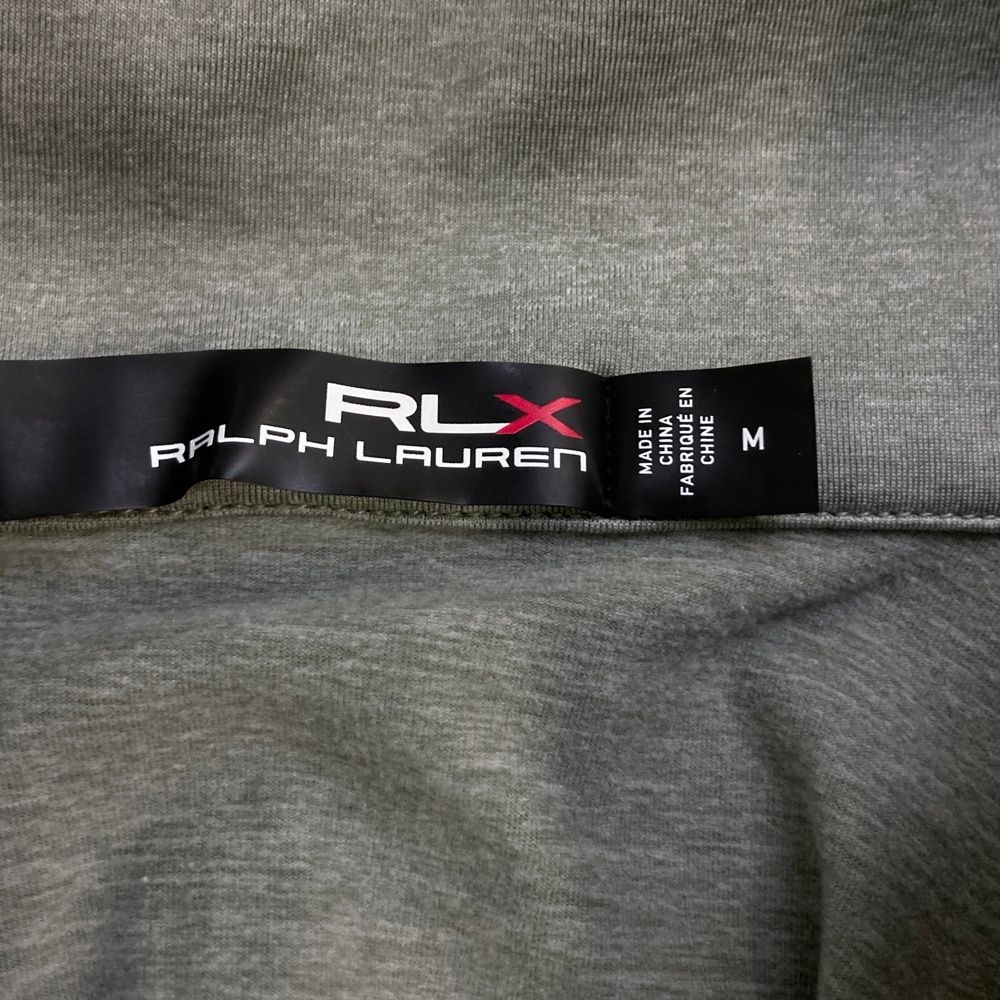 RLX
RALPH LAUREN
MADE IN
CHINA
FABRIQUÉ EN
CHINE
M